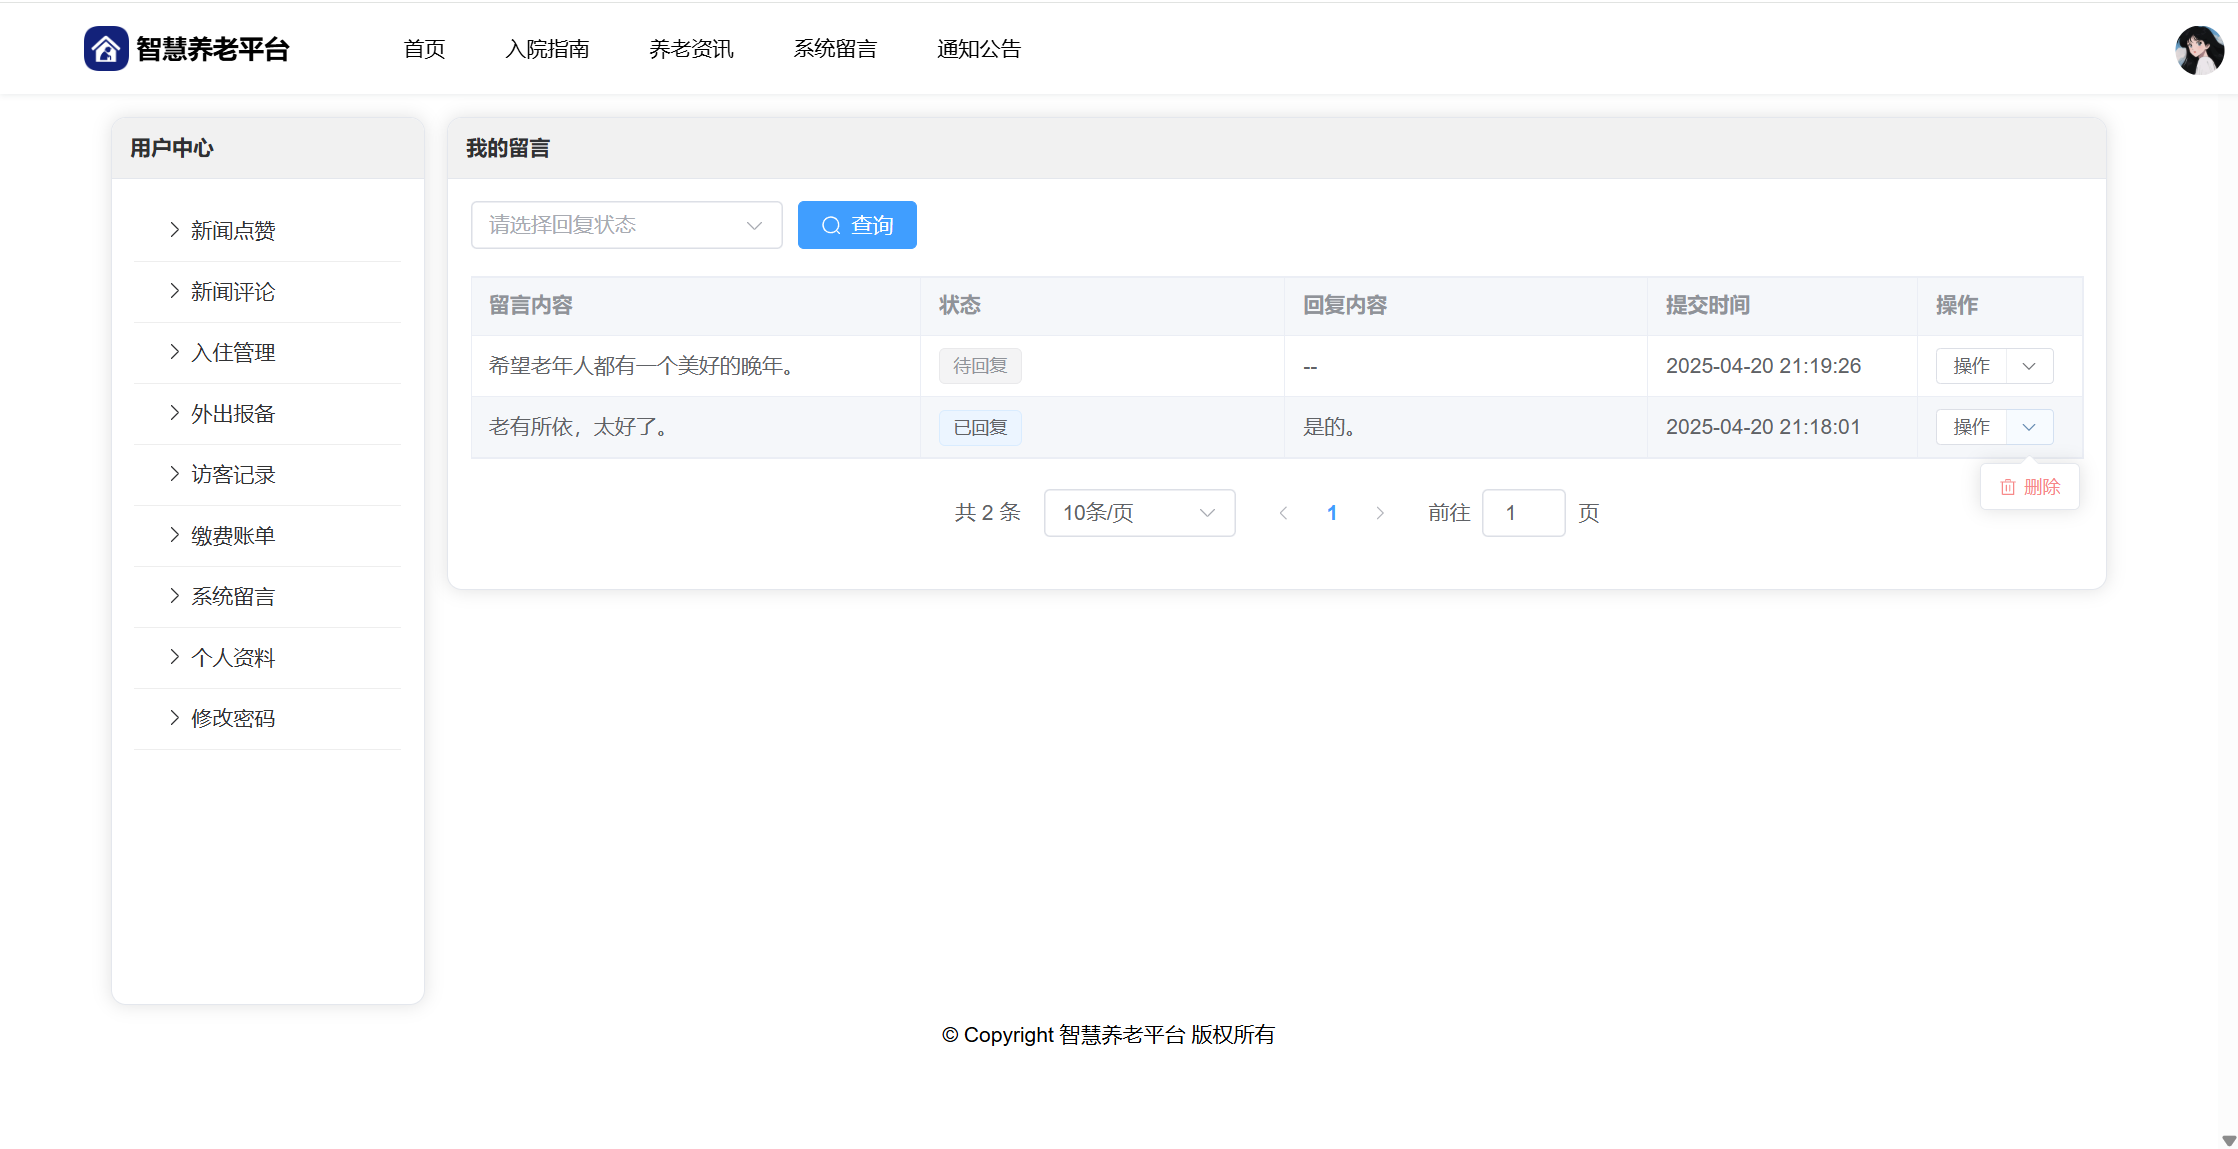 智慧养老平台 首页 入院指南 养老资讯 系统留言 通知公告
用户中心
新闻点赞
新闻评论
入住管理
外出报备
访客记录
缴费账单
系统留言
个人资料
修改密码
我的留言
请选择回复状态 查询
留言内容 状态 回复内容 提交时间 操作
希望老年人都有一个美好的晚年。 待回复 -- 2025-04-20 21:19:26 操作
老有所依，太好了。 已回复 是的。 2025-04-20 21:18:01 操作
删除
共 2 条 10条/页 1 前往 1 页
© Copyright 智慧养老平台 版权所有